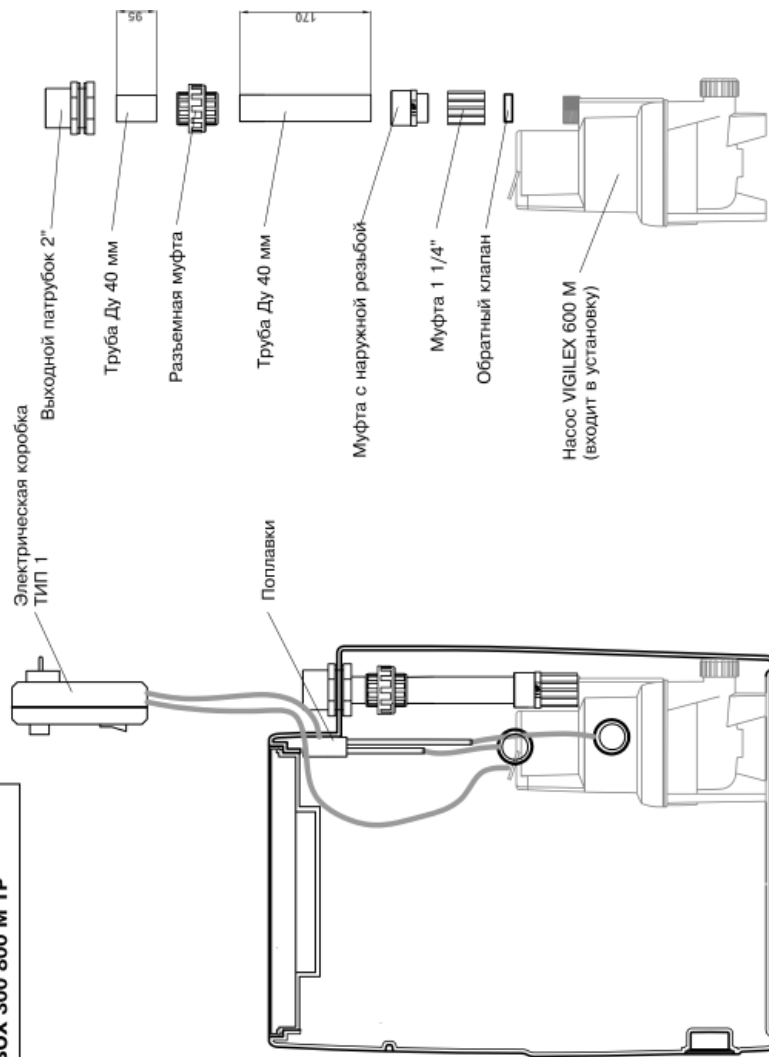 Электрическая коробка
ТИП 1
Поплавки
Выходной патрубок 2"
Труба Ду 40 мм
56
Разъемная муфта
Труба Ду 40 мм
170
Муфта с наружной резьбой
Муфта 1 1/4"
Обратный клапан
Насос VIGILEX 600 M
(входит в установку)